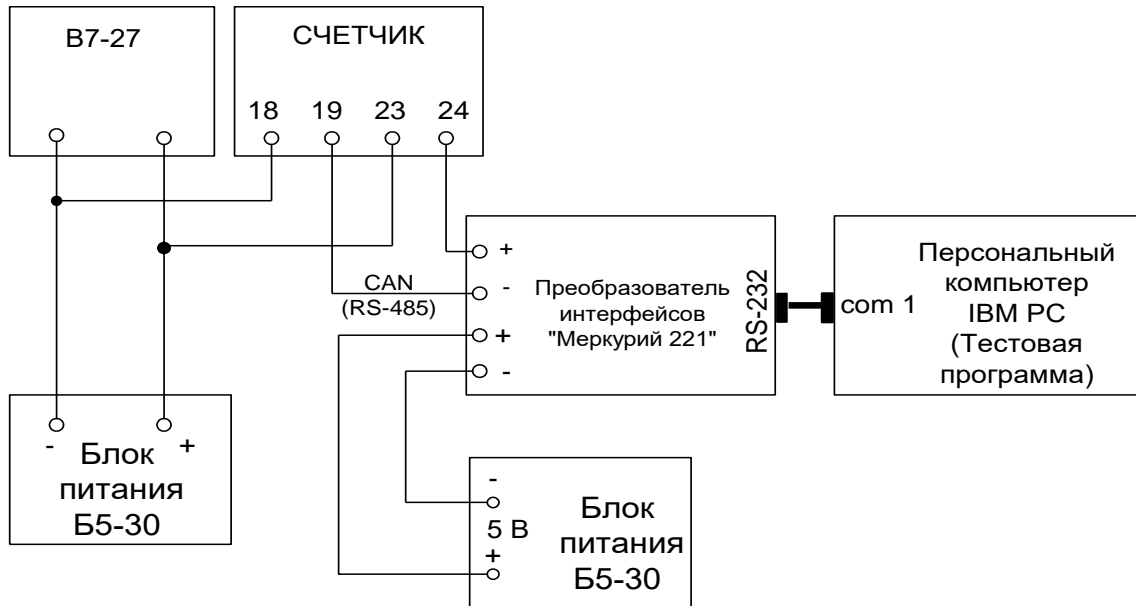 В7-27
СЧЕТЧИК
18 19 23 24
CAN
(RS-485)
+
-
+
-
Преобразователь
интерфейсов
"Меркурий 221"
RS-232
com 1
Персональный
компьютер
IBM PC
(Тестовая
программа)
- +
Блок
питания
Б5-30
-
5 В
+
Блок
питания
Б5-30